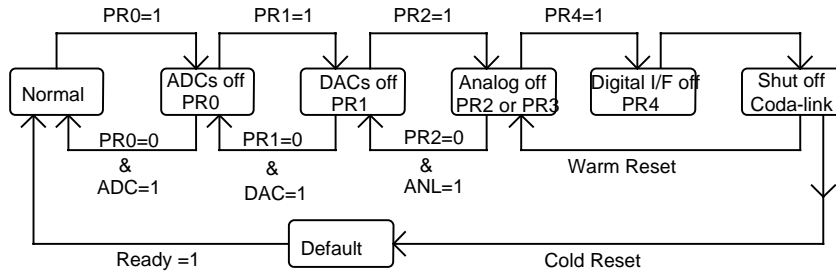 PR0=1
PR1=1
PR2=1
PR4=1
Normal
ADCs off
PR0
DACs off
PR1
Analog off
PR2 or PR3
Digital I/F off
PR4
Shut off
Coda-link
PR0=0
&
ADC=1
PR1=0
&
DAC=1
PR2=0
&
ANL=1
Warm Reset
Ready =1
Default
Cold Reset